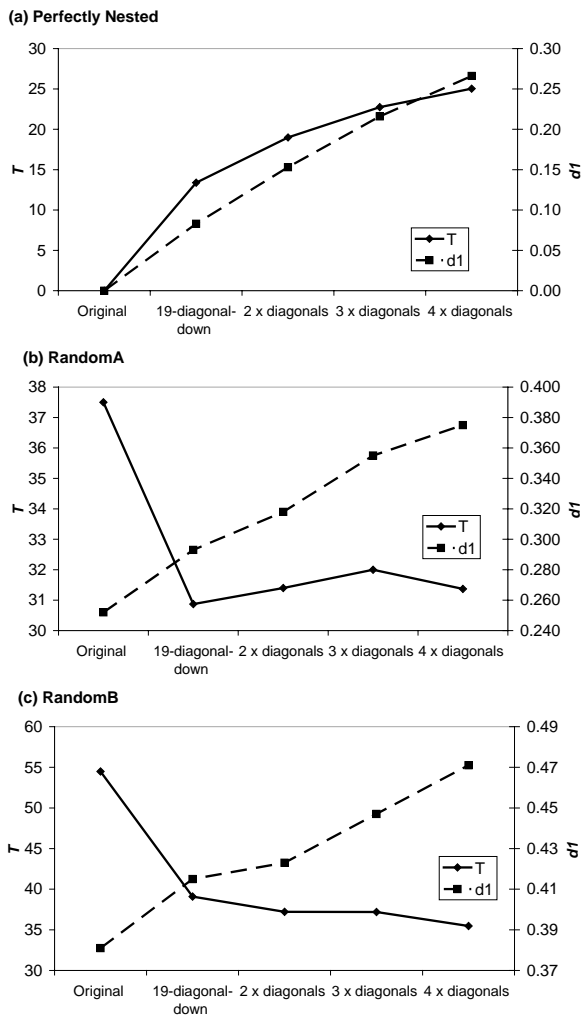 (a) Perfectly Nested
30 0.30
25 0.25
20 0.20
15 0.15
10 0.10
5 0.05
0 0.00
T
d1
T
d1
Original 19-diagonal-down 2 x diagonals 3 x diagonals 4 x diagonals
(b) RandomA
38 0.400
37 0.380
36 0.360
35 0.340
34 0.320
33 0.300
32 0.280
31 0.260
30 0.240
T
d1
T
d1
Original 19-diagonal-down 2 x diagonals 3 x diagonals 4 x diagonals
(c) RandomB
60 0.49
55 0.47
50 0.45
45 0.43
40 0.41
35 0.39
30 0.37
T
d1
T
d1
Original 19-diagonal-down 2 x diagonals 3 x diagonals 4 x diagonals